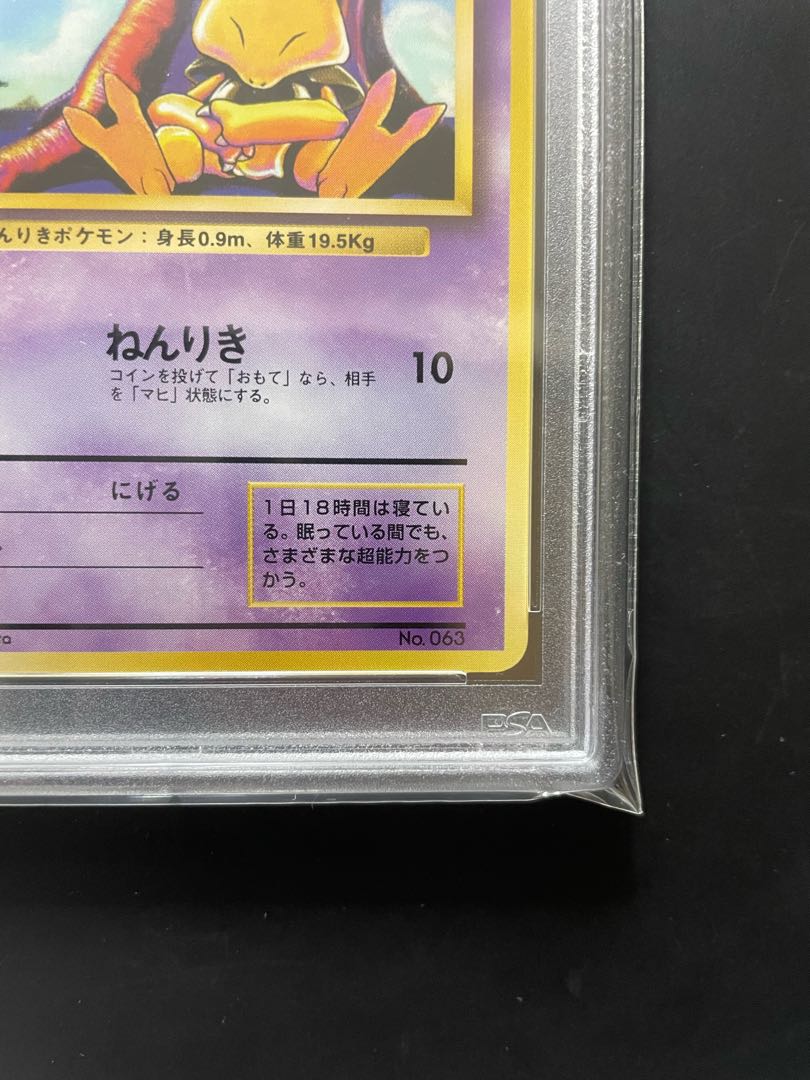 んりきポケモン：身長0.9m、体重19.5Kg
ねんりき
10
コインを投げて「おもて」なら、相手
を「マヒ」状態にする。
にげる
1日18時間は寝てい
る。眠っている間でも、
さまざまな超能力をつ
かう。
No. 063
PSA